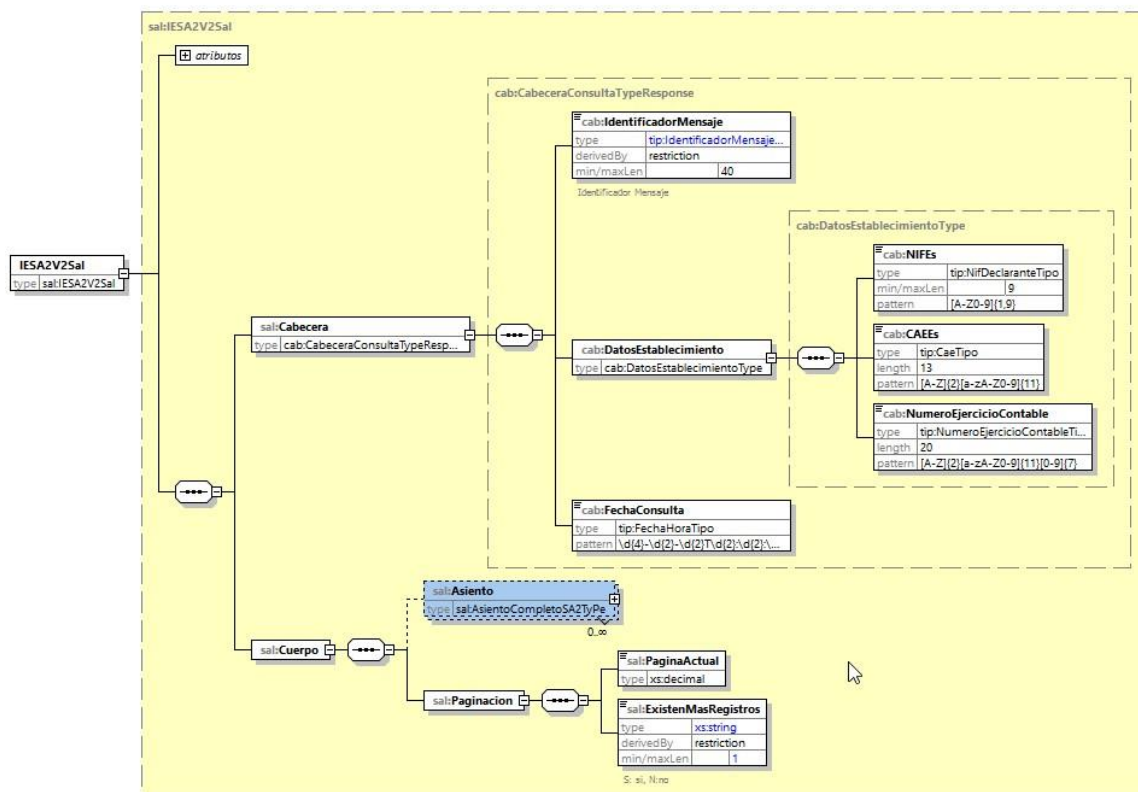 sal:IESA2V2Sal
atributos
cab:CabeceraConsultaTypeResponse
cab:IdentificadorMensaje
type tip:IdentificadorMensaje...
derivedBy restriction
min/maxLen 40
Identificador Mensaje
cab:DatosEstablecimientoType
cab:NIFEs
type tip:NifDeclaranteTipo
min/maxLen 9
pattern [A-Z0-9]{1,9}
IESA2V2Sal
type sal:IESA2V2Sal
sal:Cabecera
type cab:CabeceraConsultaTypeResp...
cab:DatosEstablecimiento
type cab:DatosEstablecimientoType
cab:CAEEs
type tip:CaeTipo
length 13
pattern [A-Z]{2}[a-zA-Z0-9]{11}
cab:NumeroEjercicioContable
type tip:NumeroEjercicioContableTi...
length 20
pattern [A-Z]{2}[a-zA-Z0-9]{11}[0-9]{7}
cab:FechaConsulta
type tip:FechaHoraTipo
pattern \d{4}-\d{2}-\d{2}T\d{2}:\d{2}:\...
sal:Asiento
type sal:AsientoCompletoSA2TyPe
0..∞
sal:Cuerpo
sal:PaginaActual
type xs:decimal
sal:Paginacion
sal:ExistenMasRegistros
type xs:string
derivedBy restriction
min/maxLen 1
S: si, N:no